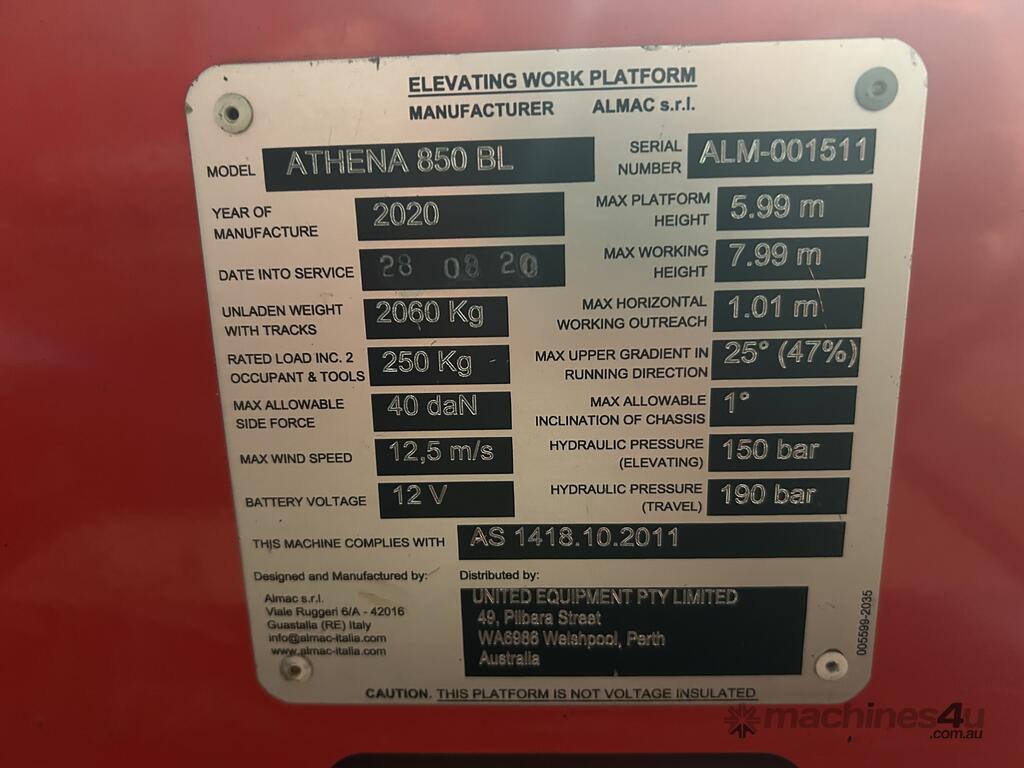 ELEVATING WORK PLATFORM
MANUFACTURER ALMAC s.r.l.
MODEL ATHENA 850 BL
SERIAL NUMBER ALM-001511
YEAR OF MANUFACTURE 2020
MAX PLATFORM HEIGHT 5.99 m
DATE INTO SERVICE 28 08 20
MAX WORKING HEIGHT 7.99 m
UNLADEN WEIGHT WITH TRACKS 2060 Kg
MAX HORIZONTAL WORKING OUTREACH 1.01 m
RATED LOAD INC. 2 OCCUPANT & TOOLS 250 Kg
MAX UPPER GRADIENT IN RUNNING DIRECTION 25° (47%)
MAX ALLOWABLE SIDE FORCE 40 daN
MAX ALLOWABLE INCLINATION OF CHASSIS 1°
MAX WIND SPEED 12,5 m/s
HYDRAULIC PRESSURE (ELEVATING) 150 bar
BATTERY VOLTAGE 12 V
HYDRAULIC PRESSURE (TRAVEL) 190 bar
THIS MACHINE COMPLIES WITH AS 1418.10.2011
Designed and Manufactured by:
Almac s.r.l.
Viale Ruggeri 6/A - 42016
Guastalla (RE) Italy
info@almac-italia.com
www.almac-italia.com
Distributed by:
UNITED EQUIPMENT PTY LIMITED
49, Pilbara Street
WA6986 Welshpool, Perth
Australia
005599-2035
CAUTION. THIS PLATFORM IS NOT VOLTAGE INSULATED
machines4u
.com.au